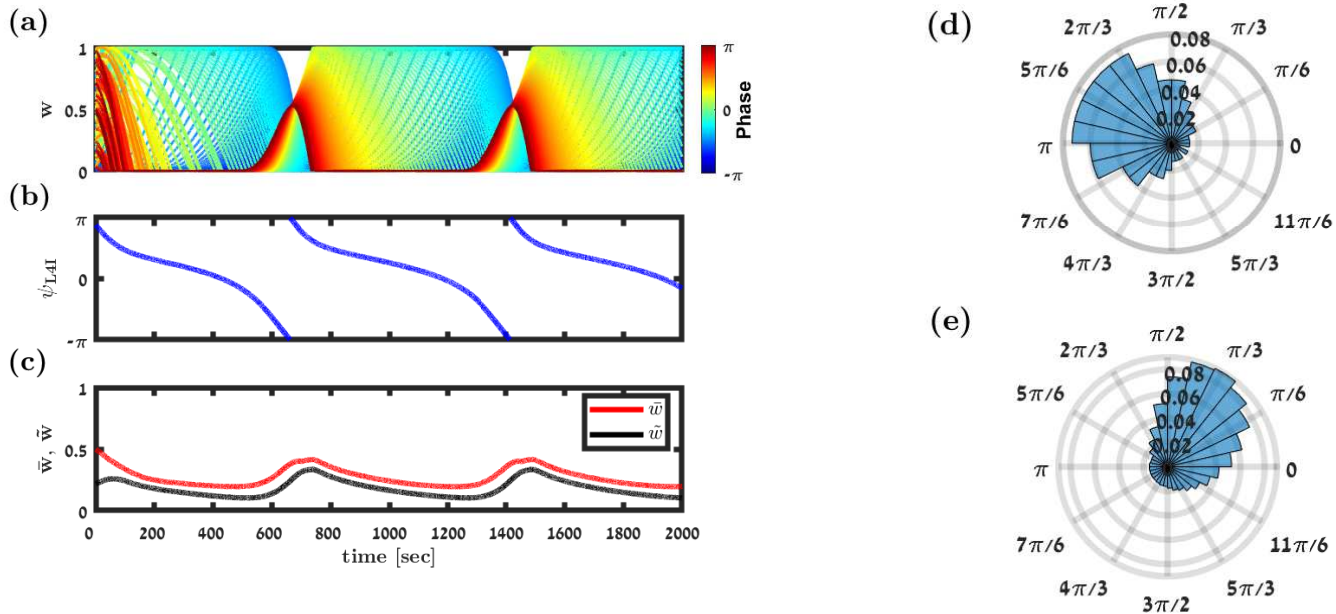 (a)
1
0.5
0
w
π
0
-π
Phase
(b)
π
0
-π
ψL4I
(c)
1
0.5
0
w̄, w̃
w̄
w̃
0 200 400 600 800 1000 1200 1400 1600 1800 2000
time [sec]
(d)
π/2
2π/3 π/3
5π/6 π/6
π 0
7π/6 11π/6
4π/3 5π/3
3π/2
0.08
0.06
0.04
0.02
(e)
π/2
2π/3 π/3
5π/6 π/6
π 0
7π/6 11π/6
4π/3 5π/3
3π/2
0.08
0.06
0.04
0.02